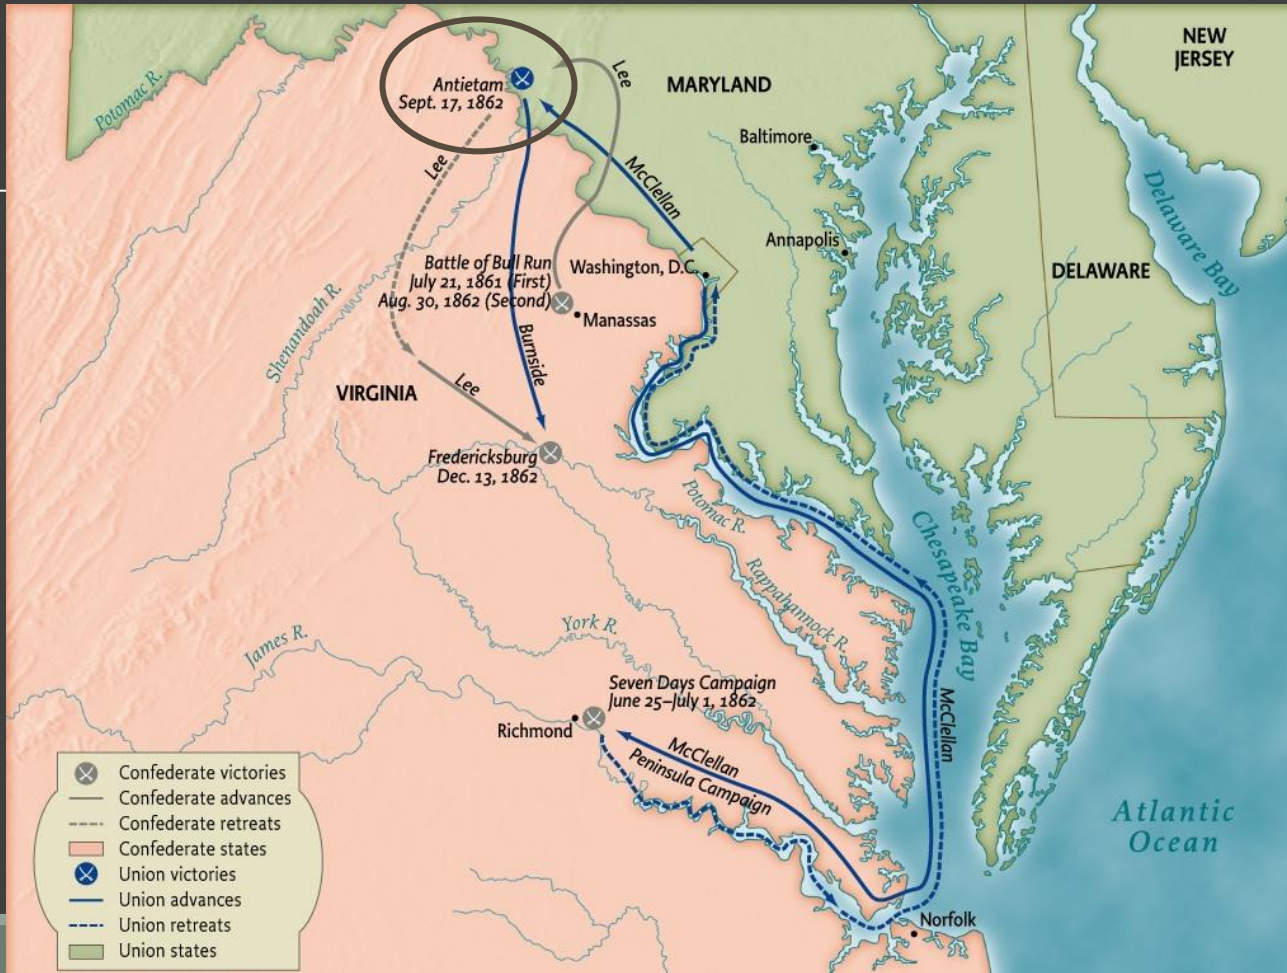 NEW
JERSEY
MARYLAND
Lee
Antietam
Sept. 17, 1862
Potomac R.
Baltimore
Lee
McClellan
Delaware Bay
Annapolis
Battle of Bull Run
July 21, 1861 (First)
Aug. 30, 1862 (Second)
Washington, D.C.
DELAWARE
Manassas
Shenandoah R.
Burnside
Lee
VIRGINIA
Fredericksburg
Dec. 13, 1862
Potomac R.
Chesapeake Bay
Rappahannock R.
York R.
James R.
Seven Days Campaign
June 25–July 1, 1862
McClellan
Richmond
McClellan
Peninsula Campaign
Atlantic
Ocean
Norfolk
Confederate victories
Confederate advances
Confederate retreats
Confederate states
Union victories
Union advances
Union retreats
Union states